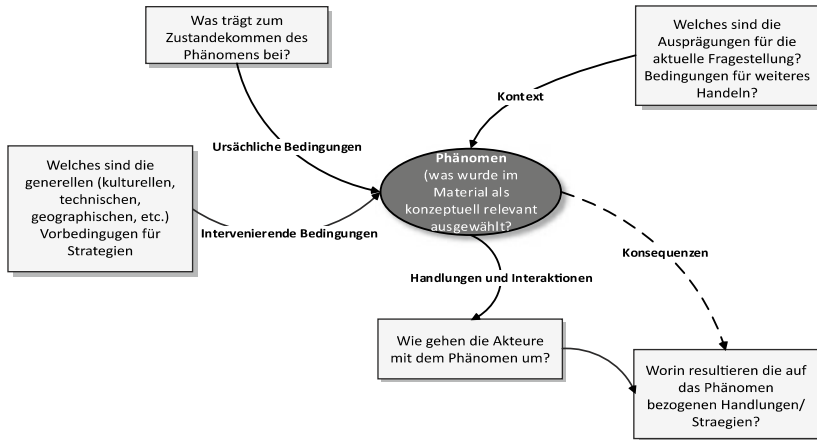 Was trägt zum
Zustandekommen des
Phänomens bei?
Welches sind die
Ausprägungen für die
aktuelle Fragestellung?
Bedingungen für weiteres
Handeln?
Kontext
Ursächliche Bedingungen
Welches sind die
generellen (kulturellen,
technischen,
geographischen, etc.)
Vorbedingugen für
Strategien
Intervenierende Bedingungen
Phänomen
(was wurde im
Material als
konzeptuell relevant
ausgewählt?
Konsequenzen
Handlungen und Interaktionen
Wie gehen die Akteure
mit dem Phänomen um?
Worin resultieren die auf
das Phänomen
bezogenen Handlungen/
Straegien?